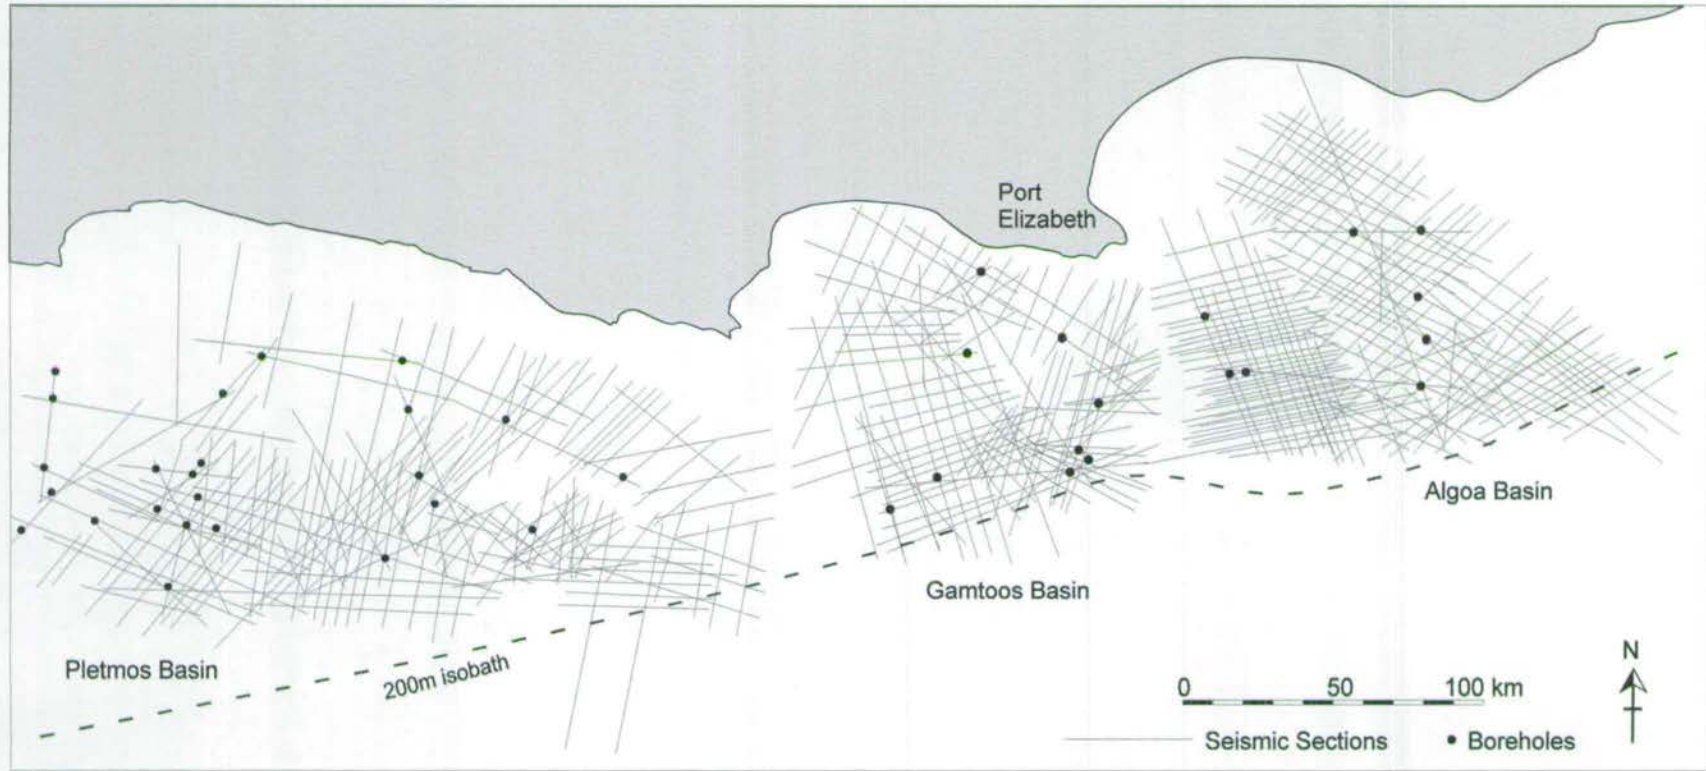 Port
Elizabeth
Algoa Basin
Gamtoos Basin
Pletmos Basin
200m isobath
N
0 50 100 km
Seismic Sections
Boreholes